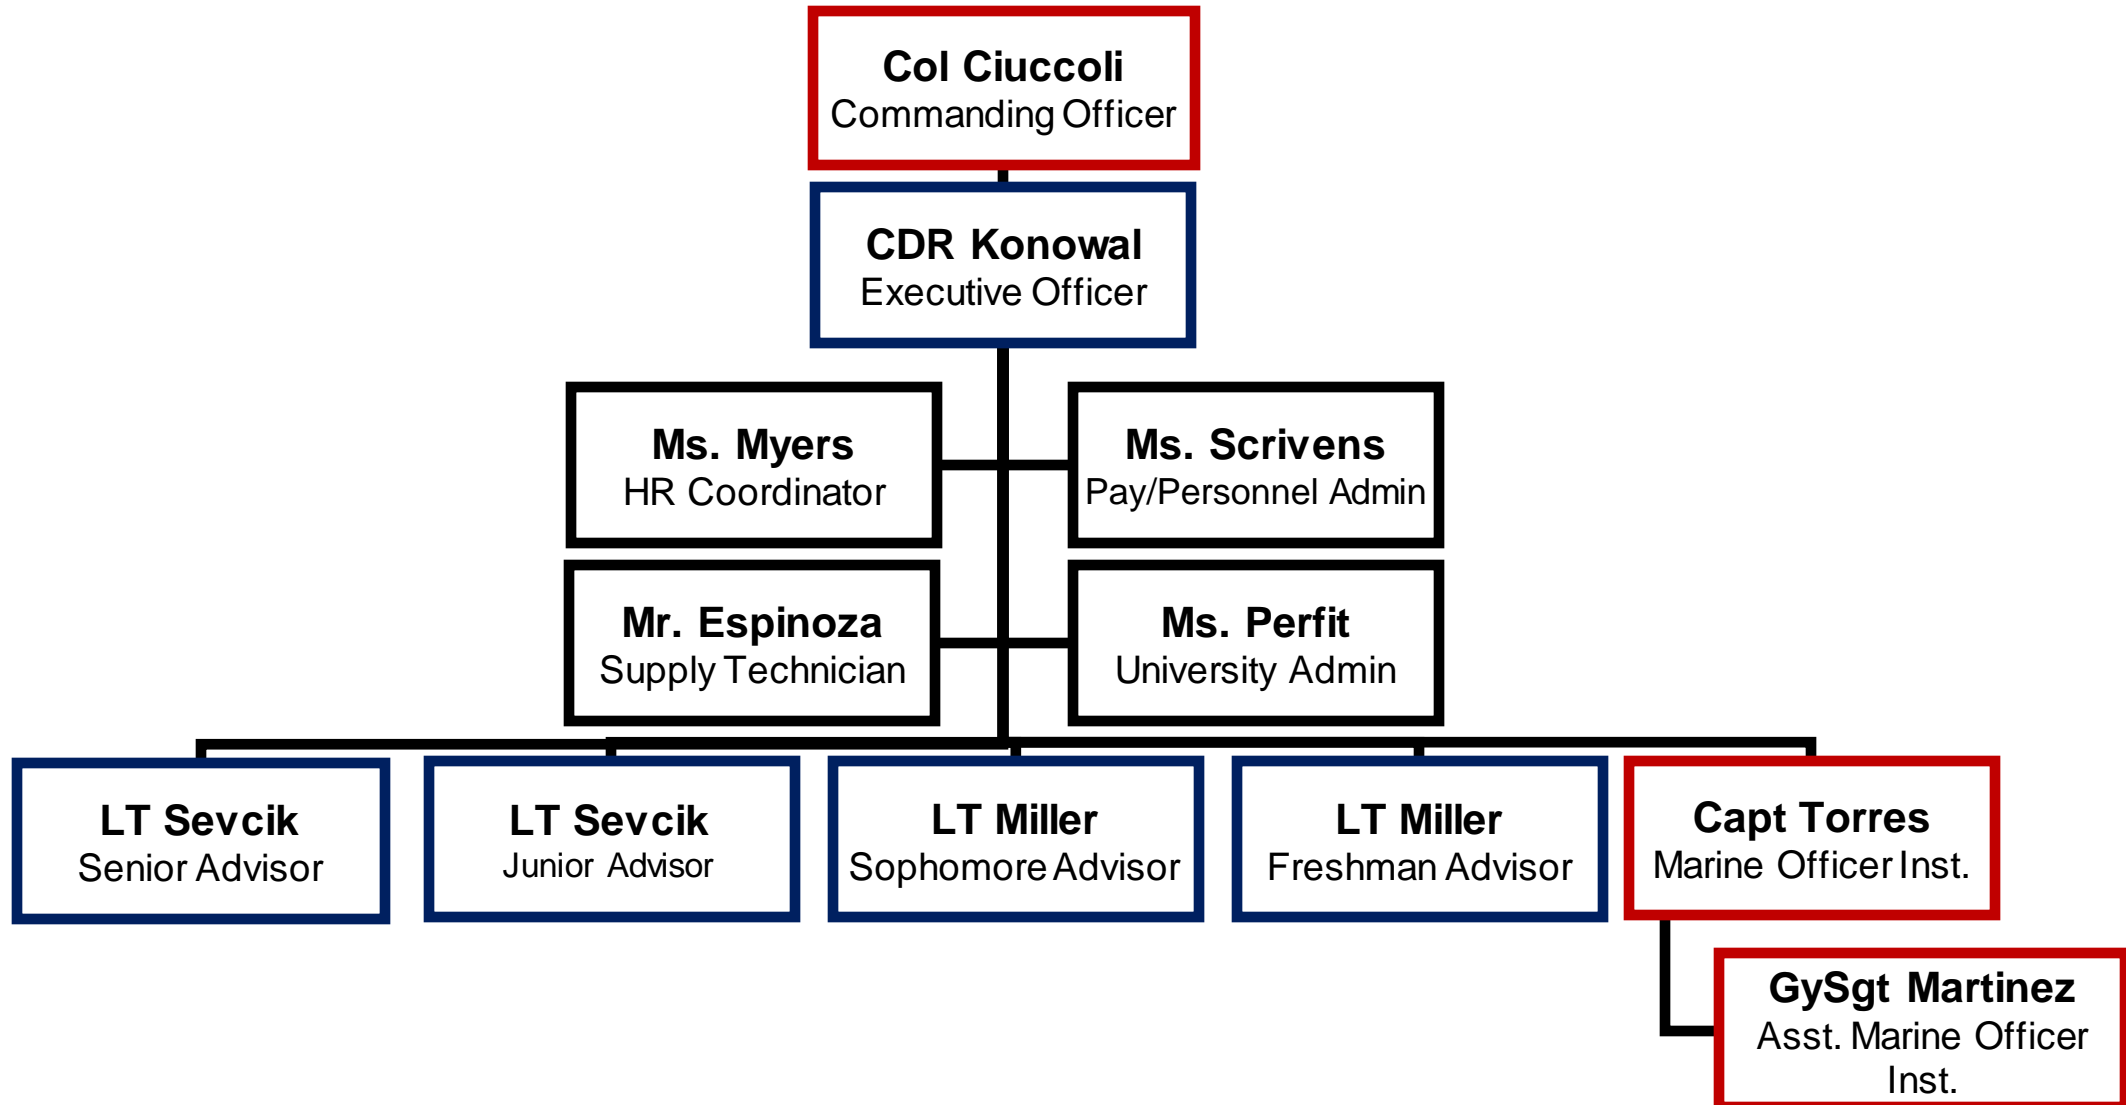 Col Ciuccoli
Commanding Officer
CDR Konowal
Executive Officer
Ms. Myers
HR Coordinator
Ms. Scrivens
Pay/Personnel Admin
Mr. Espinoza
Supply Technician
Ms. Perfit
University Admin
LT Sevcik
Senior Advisor
LT Sevcik
Junior Advisor
LT Miller
Sophomore Advisor
LT Miller
Freshman Advisor
Capt Torres
Marine Officer Inst.
GySgt Martinez
Asst. Marine Officer
Inst.